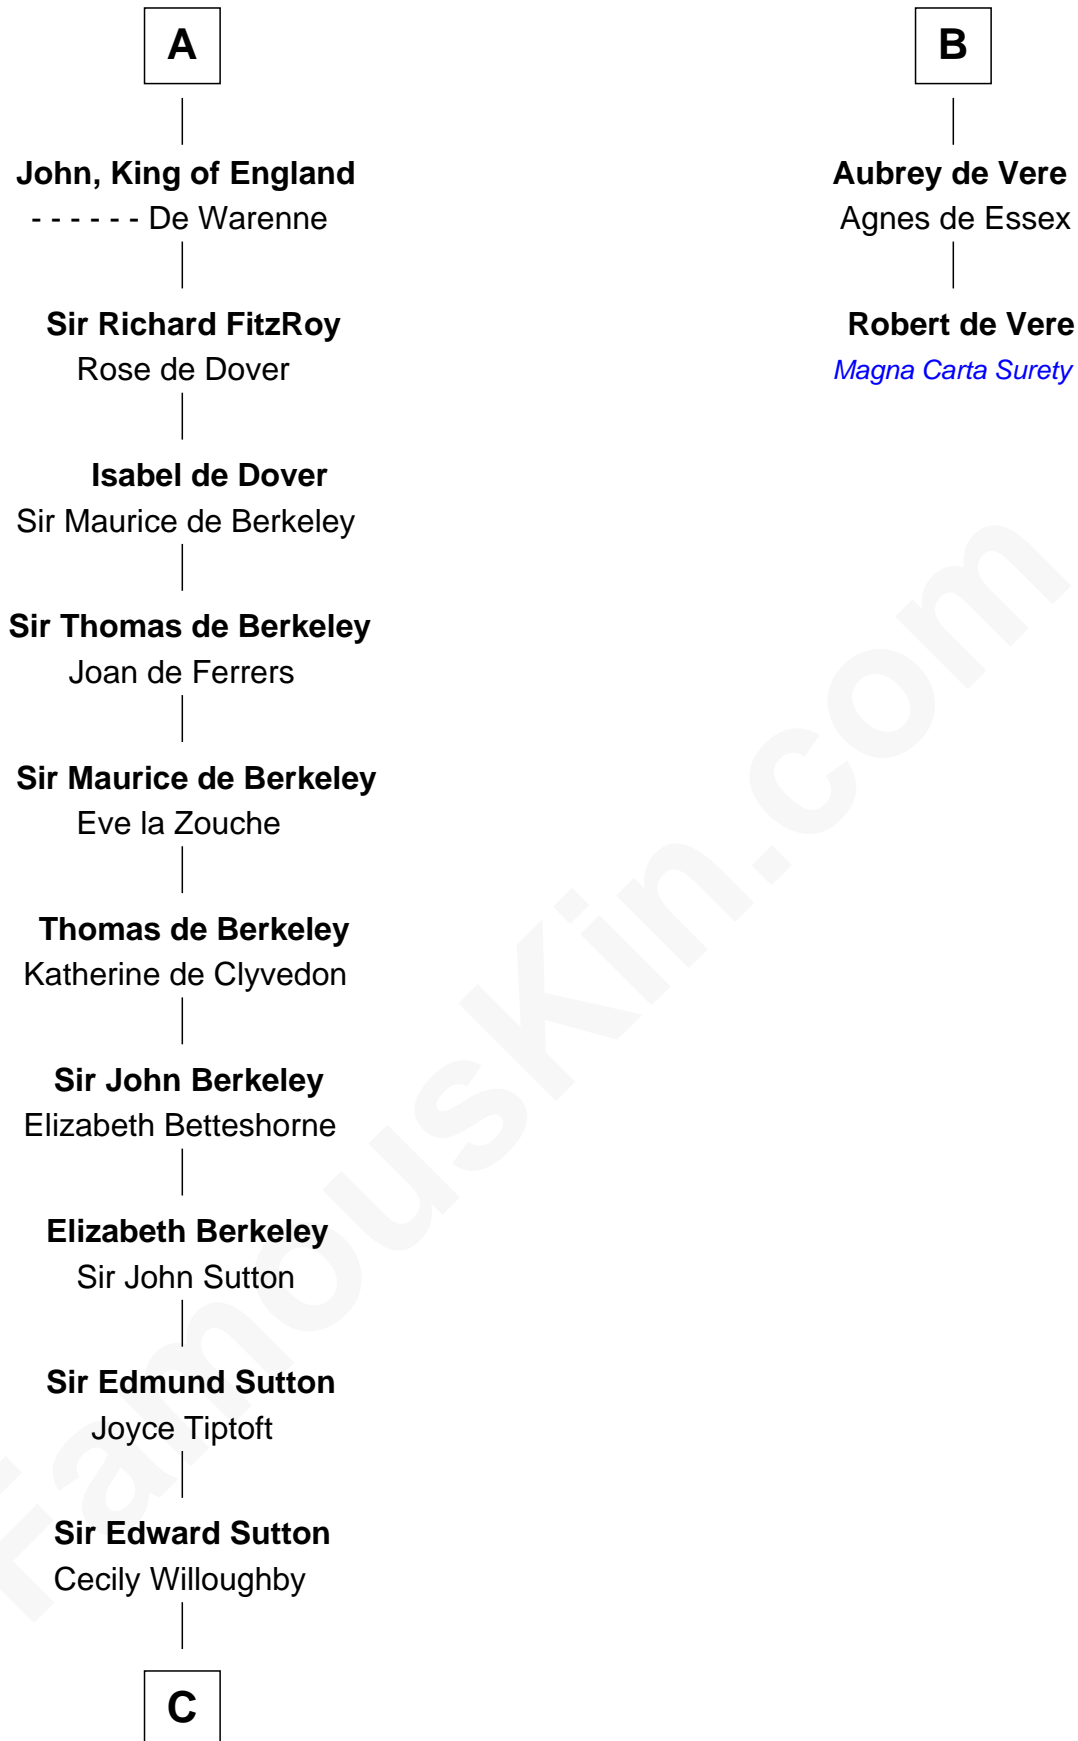 A
B
John, King of England
- - - - - - De Warenne
Aubrey de Vere
Agnes de Essex
Sir Richard FitzRoy
Rose de Dover
Robert de Vere
Magna Carta Surety
Isabel de Dover
Sir Maurice de Berkeley
Sir Thomas de Berkeley
Joan de Ferrers
Sir Maurice de Berkeley
Eve la Zouche
Thomas de Berkeley
Katherine de Clyvedon
Sir John Berkeley
Elizabeth Betteshorne
Elizabeth Berkeley
Sir John Sutton
Sir Edmund Sutton
Joyce Tiptoft
Sir Edward Sutton
Cecily Willoughby
C
FamousKin.com